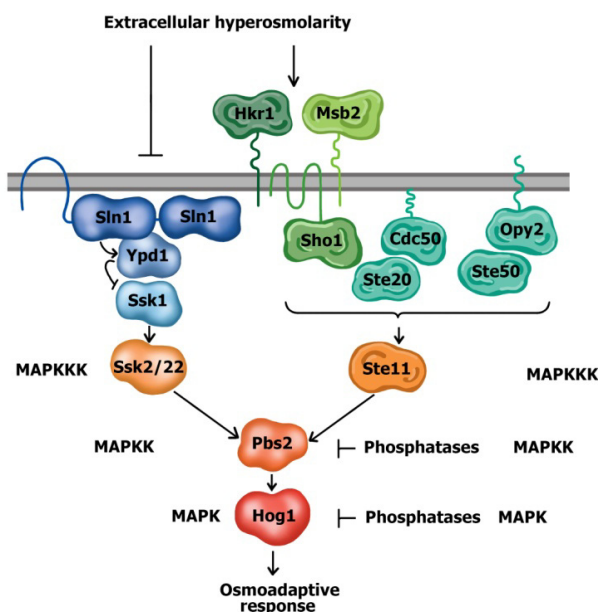 Extracellular hyperosmolarity
Hkr1
Msb2
Sln1
Sln1
Ypd1
Ssk1
Sho1
Cdc50
Opy2
Ste20
Ste50
MAPKKK
Ssk2/22
Ste11
MAPKKK
MAPKK
Pbs2
Phosphatases
MAPKK
MAPK
Hog1
Phosphatases
MAPK
Osmoadaptive
response